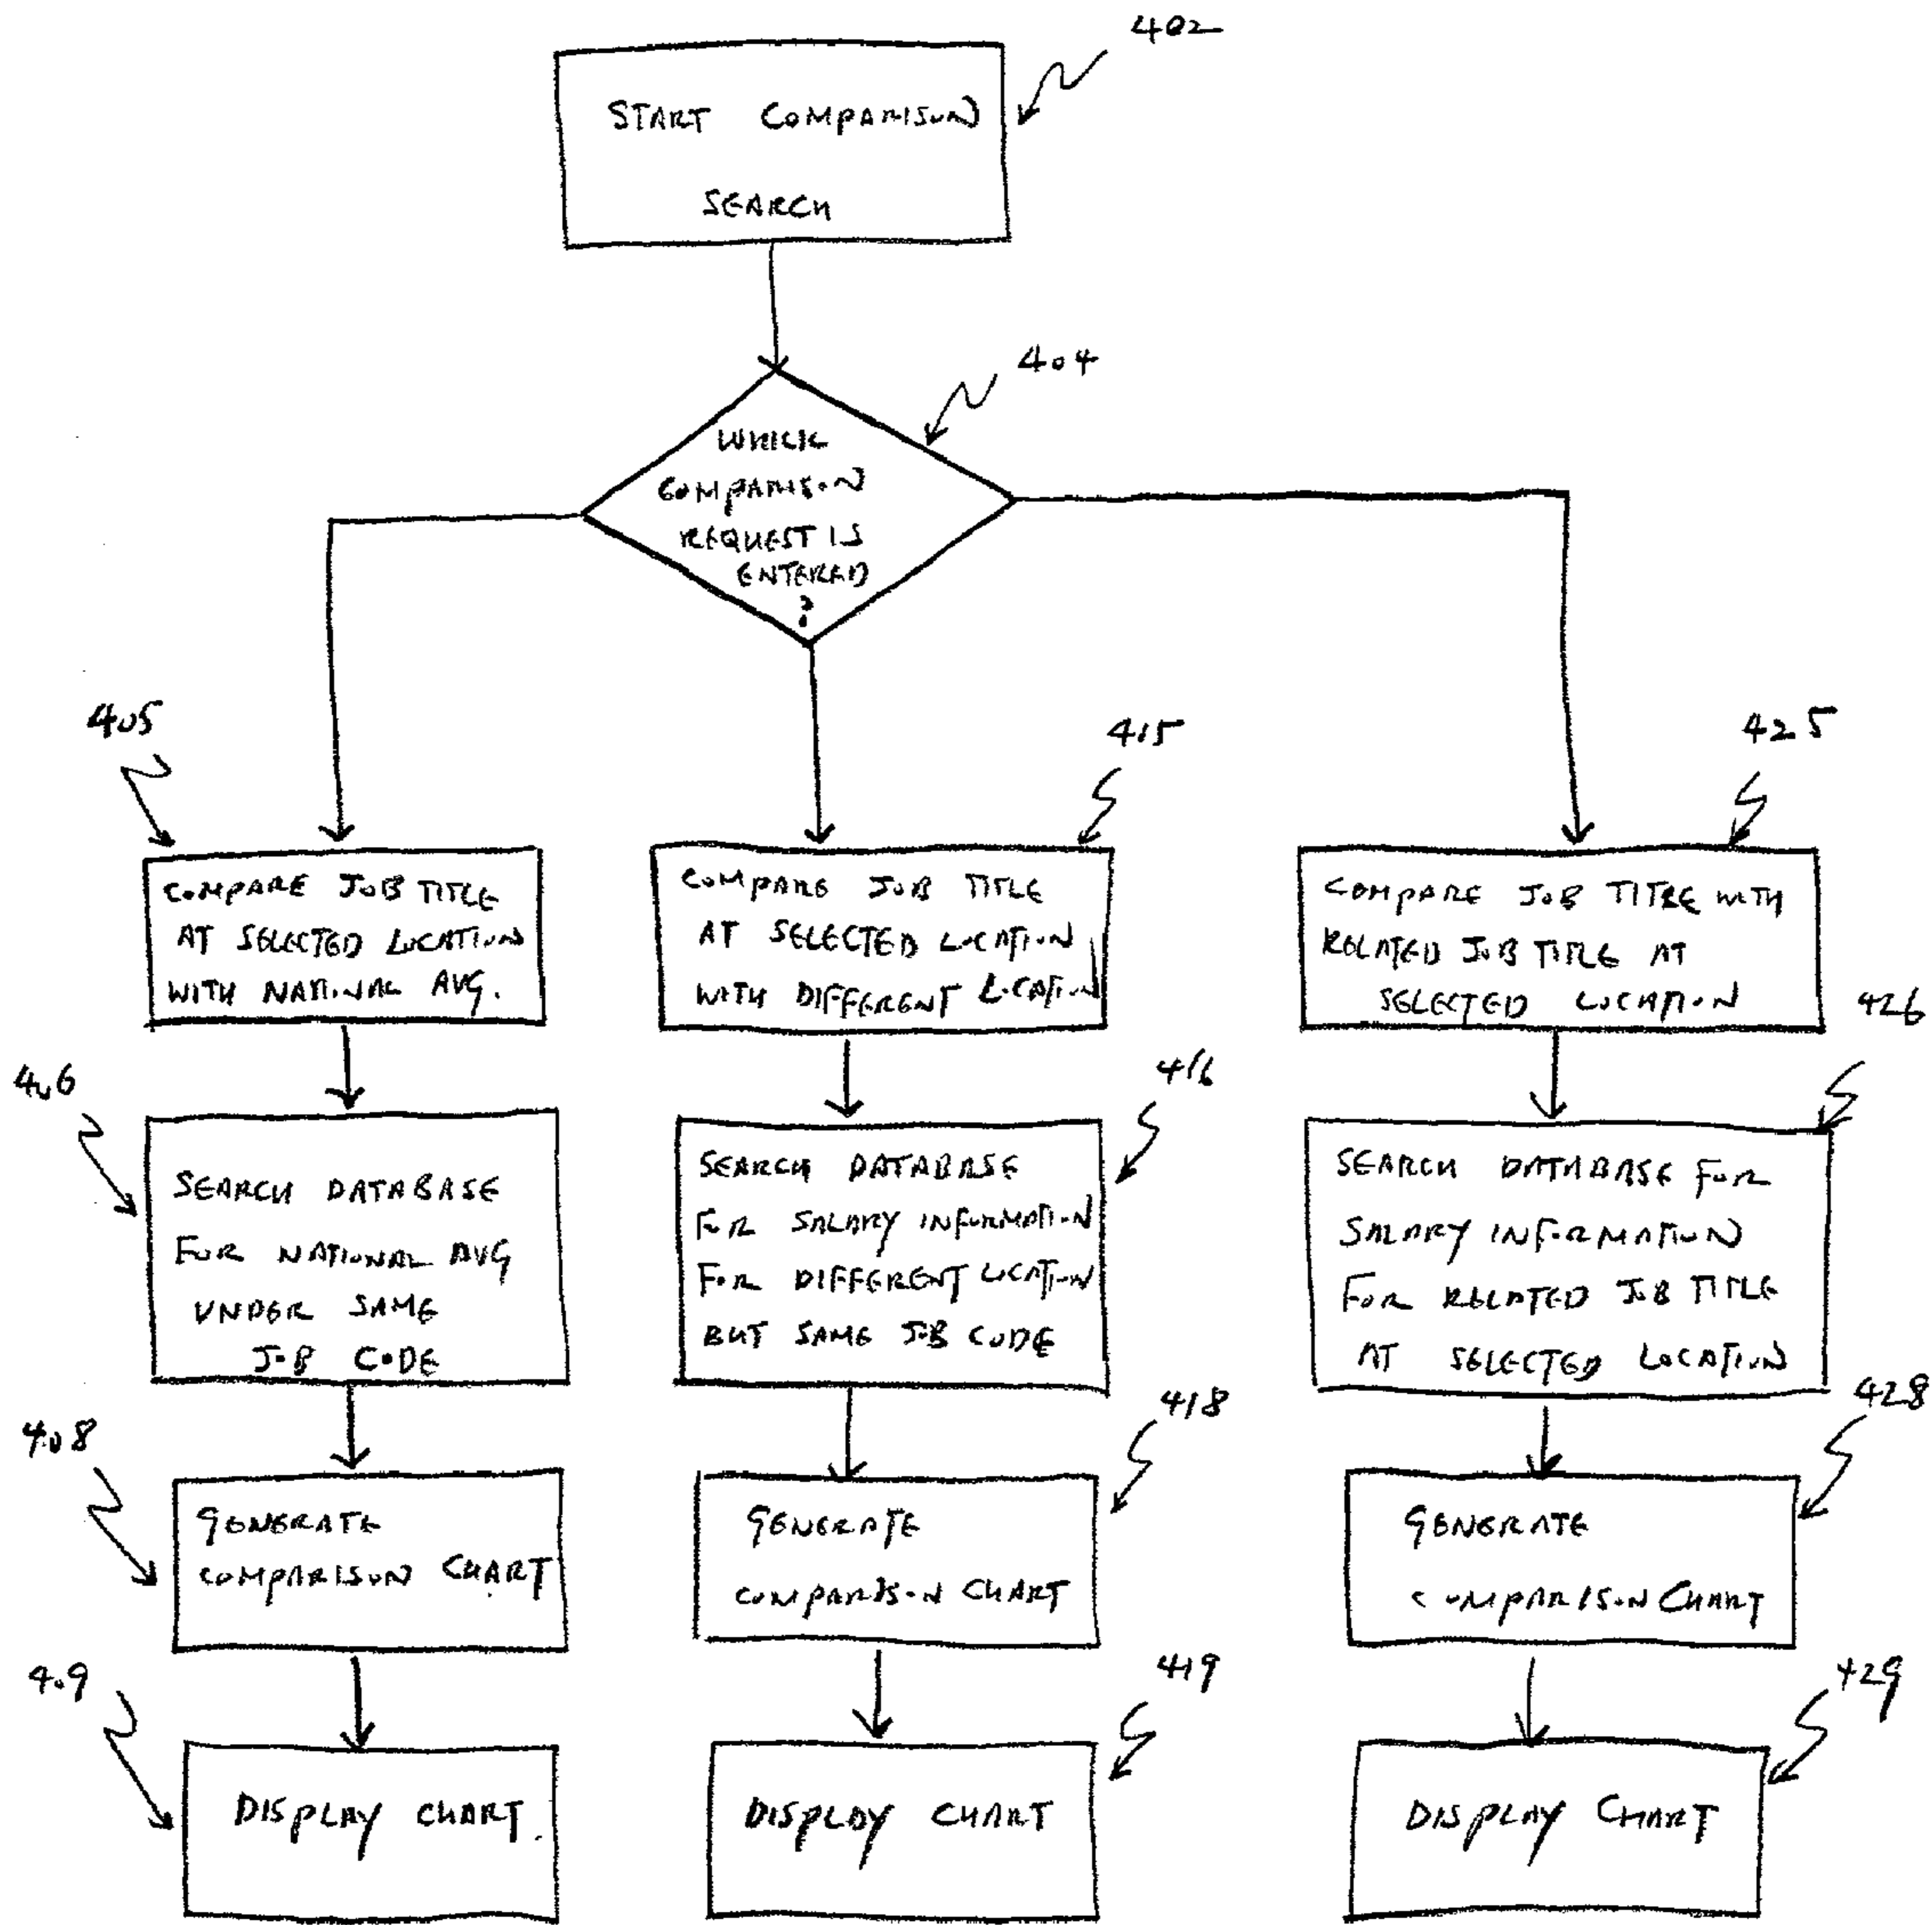 402
START COMPARISON
SEARCH
404
WHICH
COMPARISON
REQUEST IS
ENTERED
?
405
COMPARE JOB TITLE
AT SELECTED LOCATION
WITH NATIONAL AVG.
406
SEARCH DATABASE
FOR NATIONAL AVG
UNDER SAME
JOB CODE
408
GENERATE
COMPARISON CHART
409
DISPLAY CHART
415
COMPARE JOB TITLE
AT SELECTED LOCATION
WITH DIFFERENT LOCATION
416
SEARCH DATABASE
FOR SALARY INFORMATION
FOR DIFFERENT LOCATION
BUT SAME JOB CODE
418
GENERATE
COMPARISON CHART
419
DISPLAY CHART
425
COMPARE JOB TITLE WITH
RELATED JOB TITLE AT
SELECTED LOCATION
426
SEARCH DATABASE FOR
SALARY INFORMATION
FOR RELATED JOB TITLE
AT SELECTED LOCATION
428
GENERATE
COMPARISON CHART
429
DISPLAY CHART